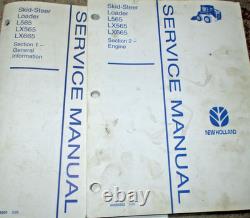 Skid-Steer
Loader
L565
LX565
LX665
Section 1 -
General
Information
SERVICE MANUAL
Skid-Steer
Loader
L565
LX565
LX665
Section 2 -
Engine
SERVICE MANUAL
NEW HOLLAND